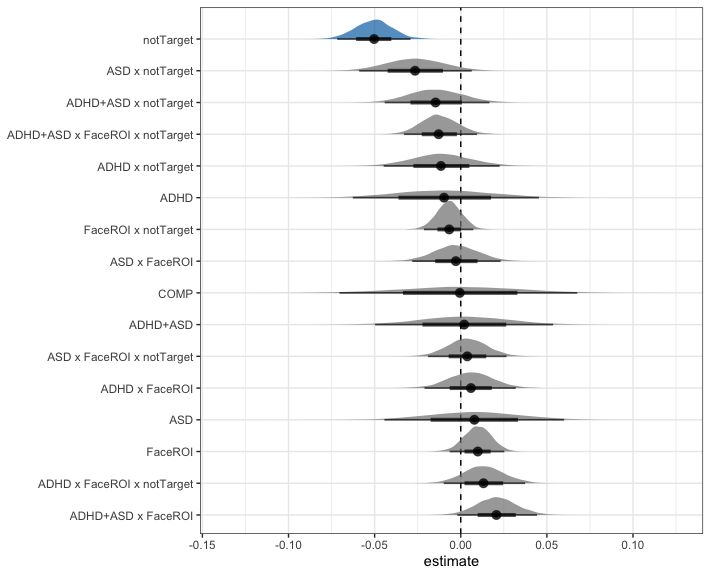 notTarget
ASD x notTarget
ADHD+ASD x notTarget
ADHD+ASD x FaceROI x notTarget
ADHD x notTarget
ADHD
FaceROI x notTarget
ASD x FaceROI
COMP
ADHD+ASD
ASD x FaceROI x notTarget
ADHD x FaceROI
ASD
FaceROI
ADHD x FaceROI x notTarget
ADHD+ASD x FaceROI
-0.15 -0.10 -0.05 0.00 0.05 0.10
estimate